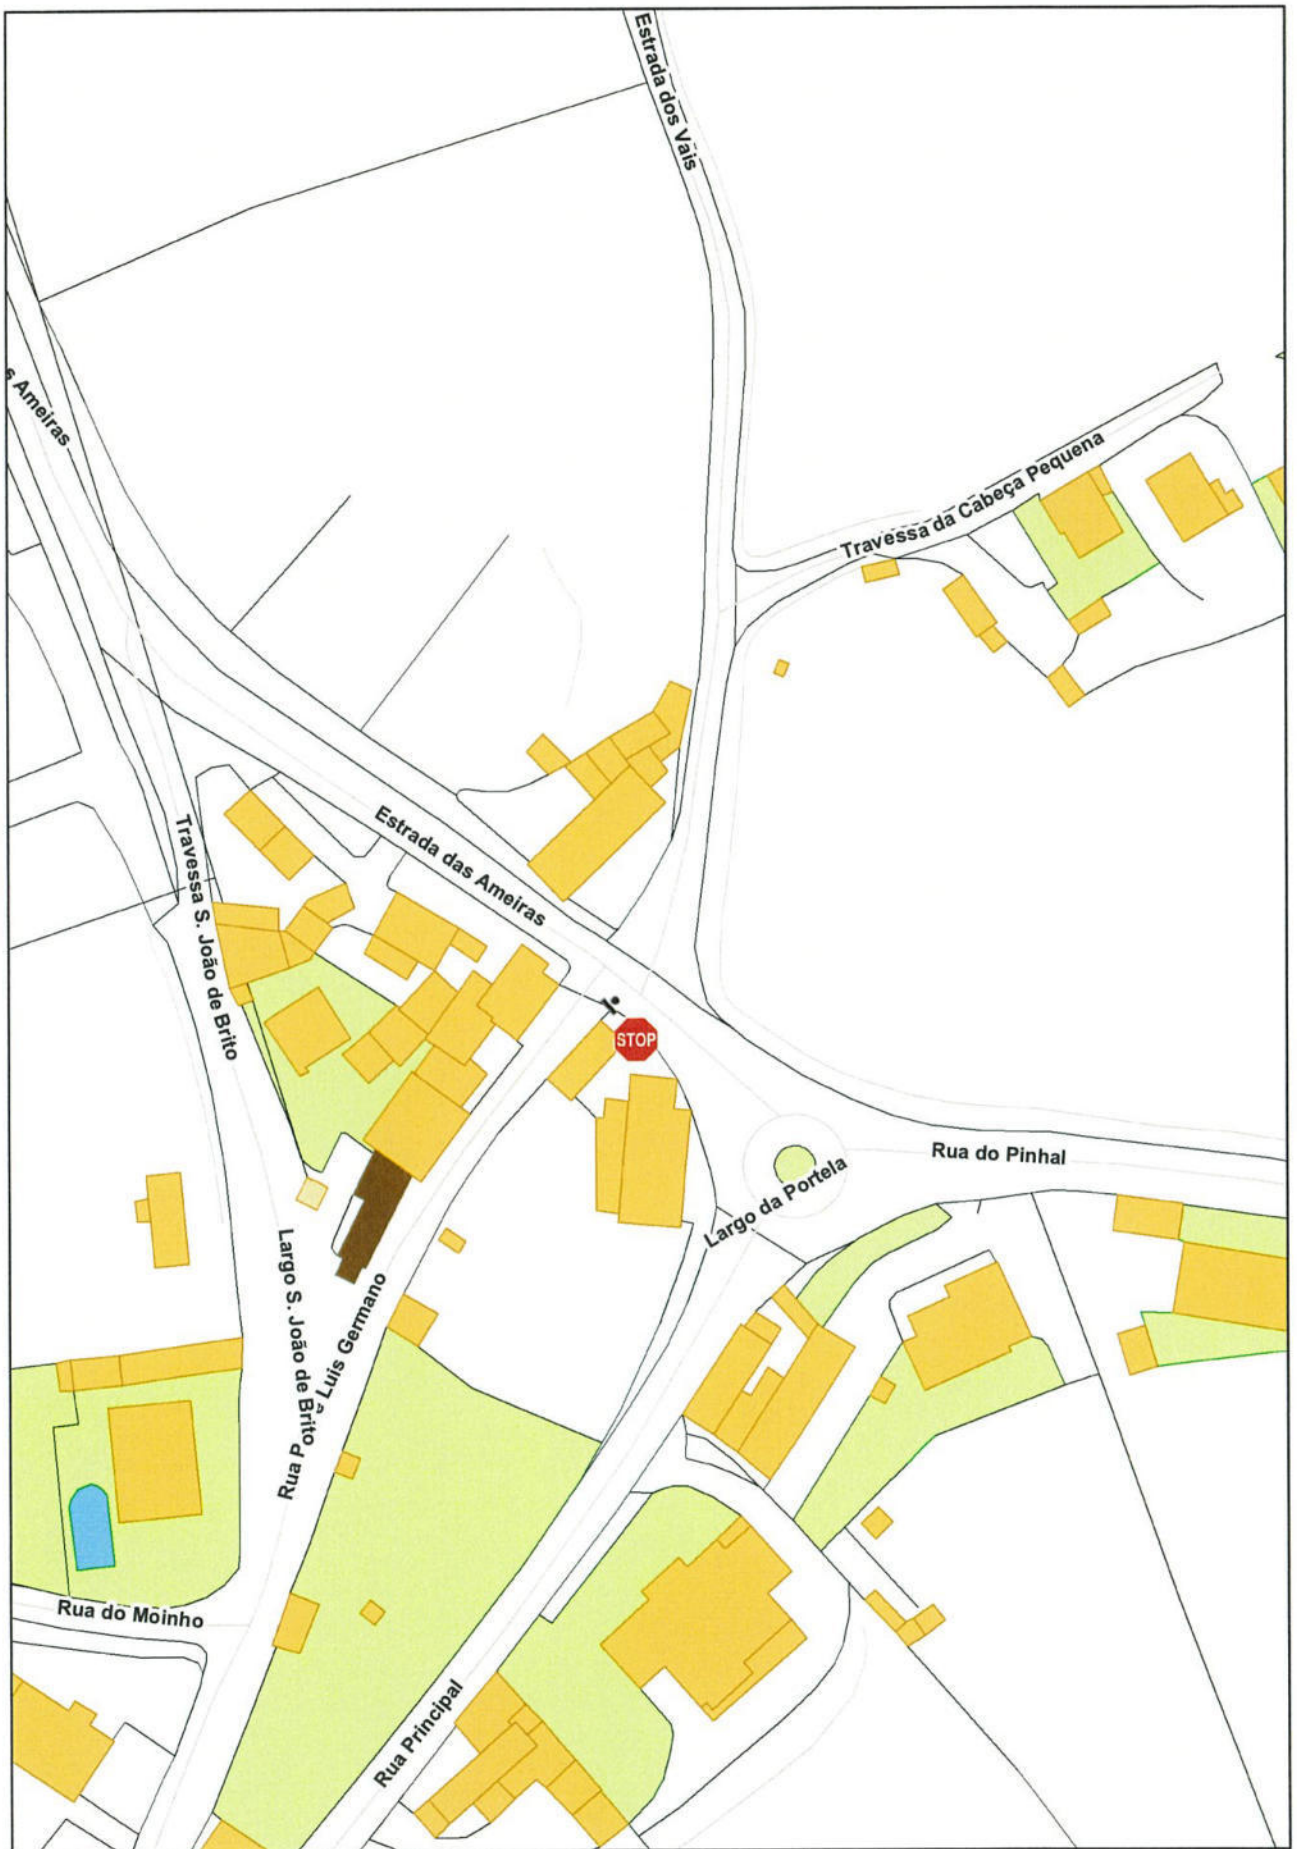 Estrada dos Vais
s Ameiras
Travessa da Cabeça Pequena
Estrada das Ameiras
Travessa S. João de Brito
STOP
Rua do Pinhal
Largo da Portela
Largo S. João de Brito
Rua P e Luis Germano
Rua do Moinho
Rua Principal